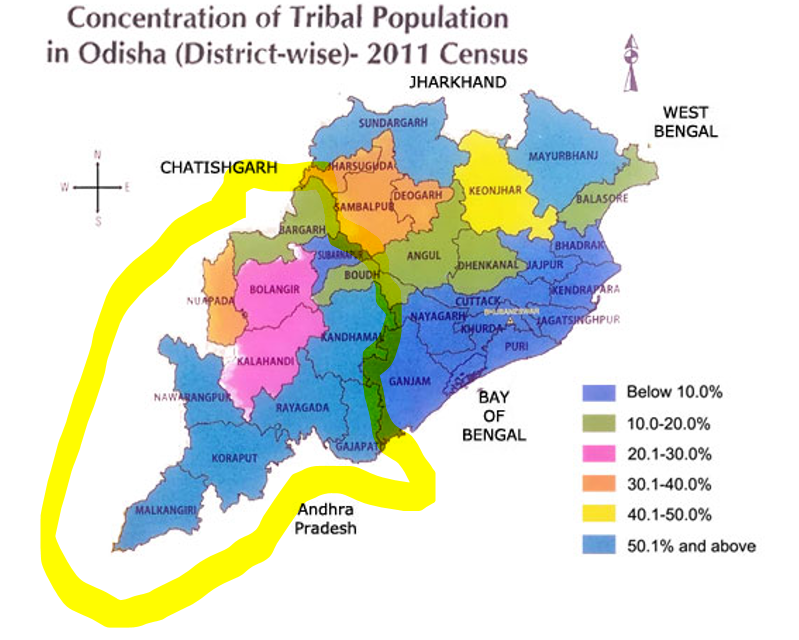 Concentration of Tribal Population
in Odisha (District-wise)- 2011 Census
JHARKHAND
WEST
BENGAL
CHATISHGARH
N
W E
S
SUNDARGARH
MAYURBHANJ
JHARSUGUDA
KEONJHAR
DEOGARH
SAMBALPUR
BALASORE
BARGARH
BHADRAK
SUBARNAPUR
ANGUL
DHENKANAL
JAJPUR
BOUDH
BOLANGIR
KENDRAPARA
NUAPADA
CUTTACK
BHUBANESWAR
NAYAGARH
JAGATSINGHPUR
KHURDA
KANDHAMAL
PURI
KALAHANDI
GANJAM
NAWARANGPUR
RAYAGADA
BAY
OF
BENGAL
GAJAPATI
KORAPUT
MALKANGIRI
Andhra
Pradesh
Below 10.0%
10.0-20.0%
20.1-30.0%
30.1-40.0%
40.1-50.0%
50.1% and above